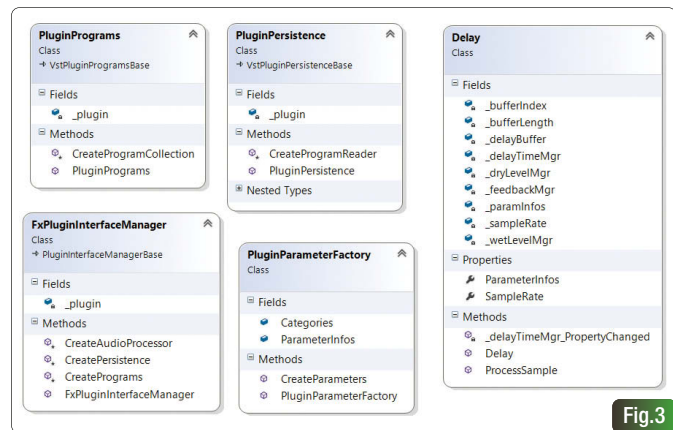 PluginPrograms
Class
VstPluginProgramsBase
Fields
_plugin
Methods
CreateProgramCollection
PluginPrograms
PluginPersistence
Class
VstPluginPersistenceBase
Fields
_plugin
Methods
CreateProgramReader
PluginPersistence
Nested Types
Delay
Class
Fields
_bufferIndex
_bufferLength
_delayBuffer
_delayTimeMgr
_dryLevelMgr
_feedbackMgr
_paramInfos
_sampleRate
_wetLevelMgr
Properties
ParameterInfos
SampleRate
Methods
_delayTimeMgr_PropertyChanged
Delay
ProcessSample
FxPluginInterfaceManager
Class
PluginInterfaceManagerBase
Fields
_plugin
Methods
CreateAudioProcessor
CreatePersistence
CreatePrograms
FxPluginInterfaceManager
PluginParameterFactory
Class
Fields
Categories
ParameterInfos
Methods
CreateParameters
PluginParameterFactory
Fig.3